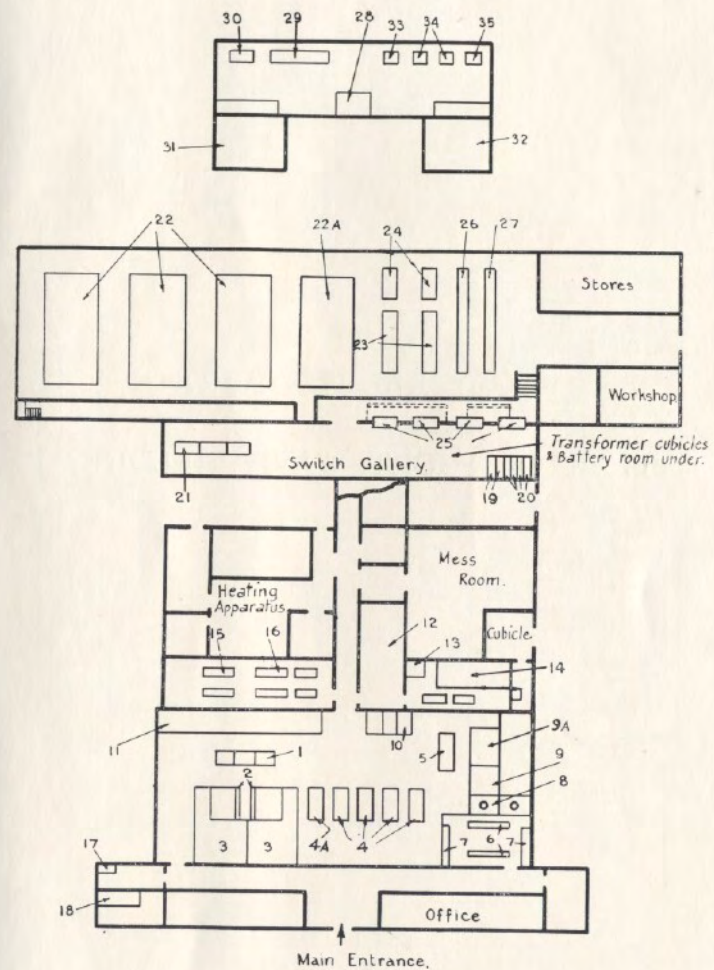 30 29 28 33 34 35
31 32
22 22A 24 26 27
Stores
23
Workshop
25
Transformer cubicles
& Battery room under.
Switch Gallery.
21 19 20
Mess
Room.
Heating
Apparatus
12
Cubicle
15 16 13 14
9A
11 1 10 5 9
8
2
3 3 4A 4 7 6 7
17
18
Office
Main Entrance.